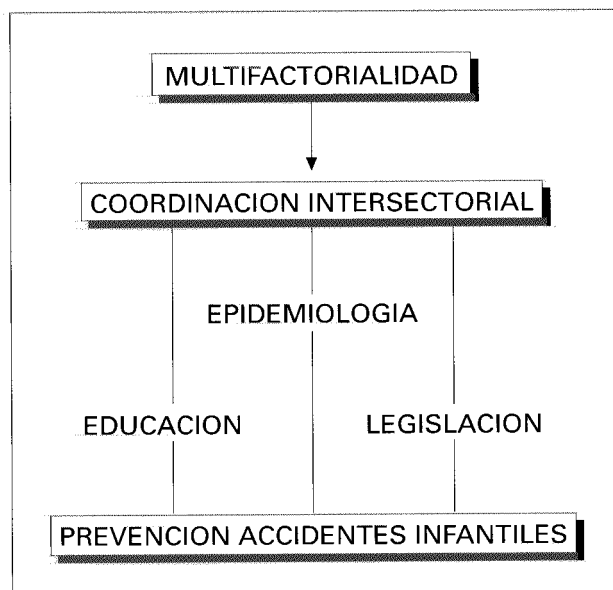 MULTIFACTORIALIDAD
COORDINACION INTERSECTORIAL
EPIDEMIOLOGIA
EDUCACION LEGISLACION
PREVENCION ACCIDENTES INFANTILES